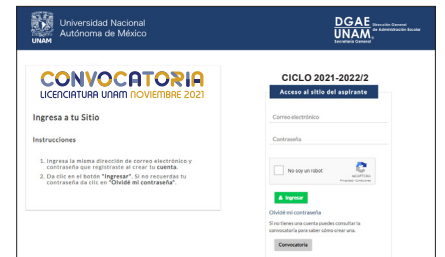 Universidad Nacional
Autónoma de México
UNAM
DGAE
UNAM
Dirección General
de Administración Escolar
Secretaría General
CONVOCATORIA
LICENCIATURA UNAM NOVIEMBRE 2021
Ingresa a tu Sitio
Instrucciones
1. Ingresa la misma dirección de correo electrónico y
contraseña que registraste al crear tu cuenta.
2. Da clic en el botón "Ingresar". Si no recuerdas tu
contraseña da clic en "Olvidé mi contraseña".
CICLO 2021-2022/2
Acceso al sitio del aspirante
Correo electrónico
Contraseña
No soy un robot
reCAPTCHA
Ingresar
Olvidé mi contraseña
Si no tienes una cuenta puedes consultar la
convocatoria para saber cómo crear una.
Convocatoria